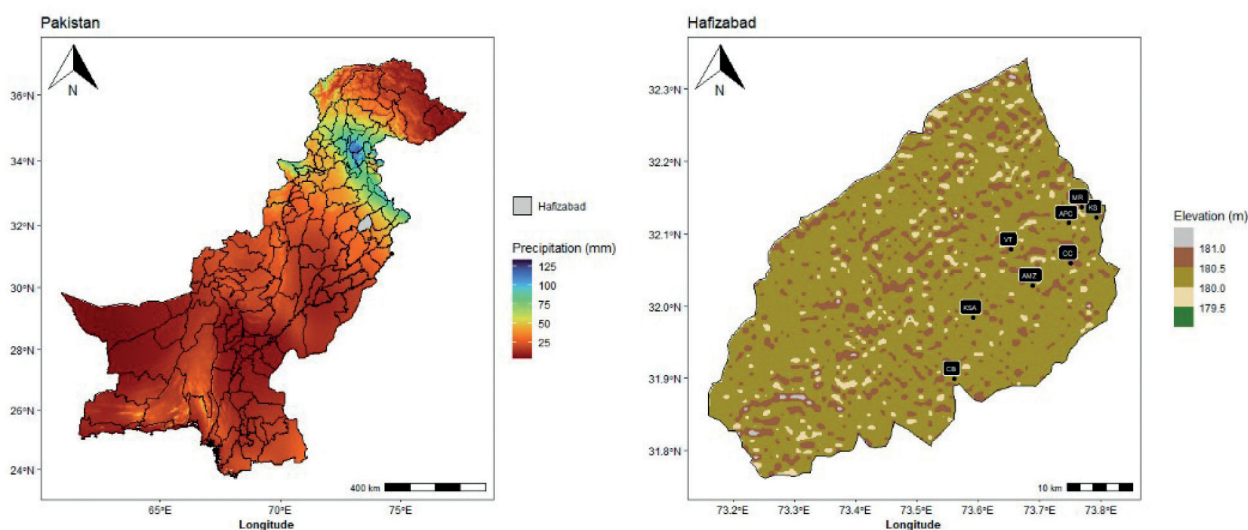 Pakistan
N
36°N
34°N
32°N
30°N
28°N
26°N
24°N
65°E
70°E
75°E
Longitude
400 km
Hafizabad
Precipitation (mm)
125
100
75
50
25
Hafizabad
N
32.3°N
32.2°N
32.1°N
32.0°N
31.9°N
31.8°N
MR
KS
APC
VT
CC
AMZ
KSA
73.2°E
73.3°E
73.4°E
73.5°E
73.6°E
73.7°E
73.8°E
Longitude
10 km
Elevation (m)
181.0
180.5
180.0
179.5